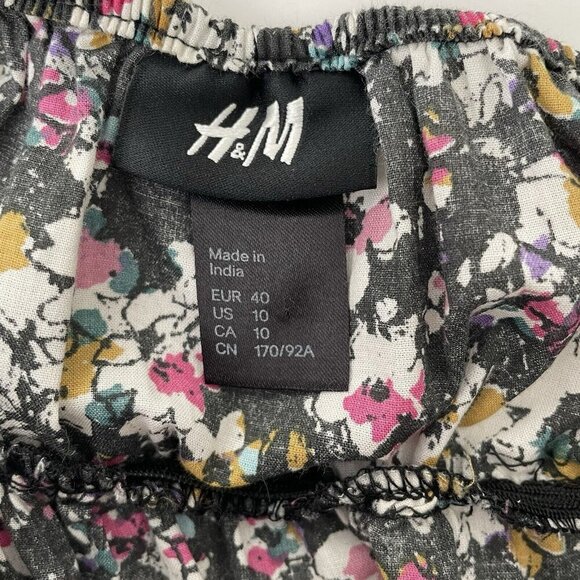 H&M
Made in
India
EUR 40
US 10
CA 10
CN 170/92A